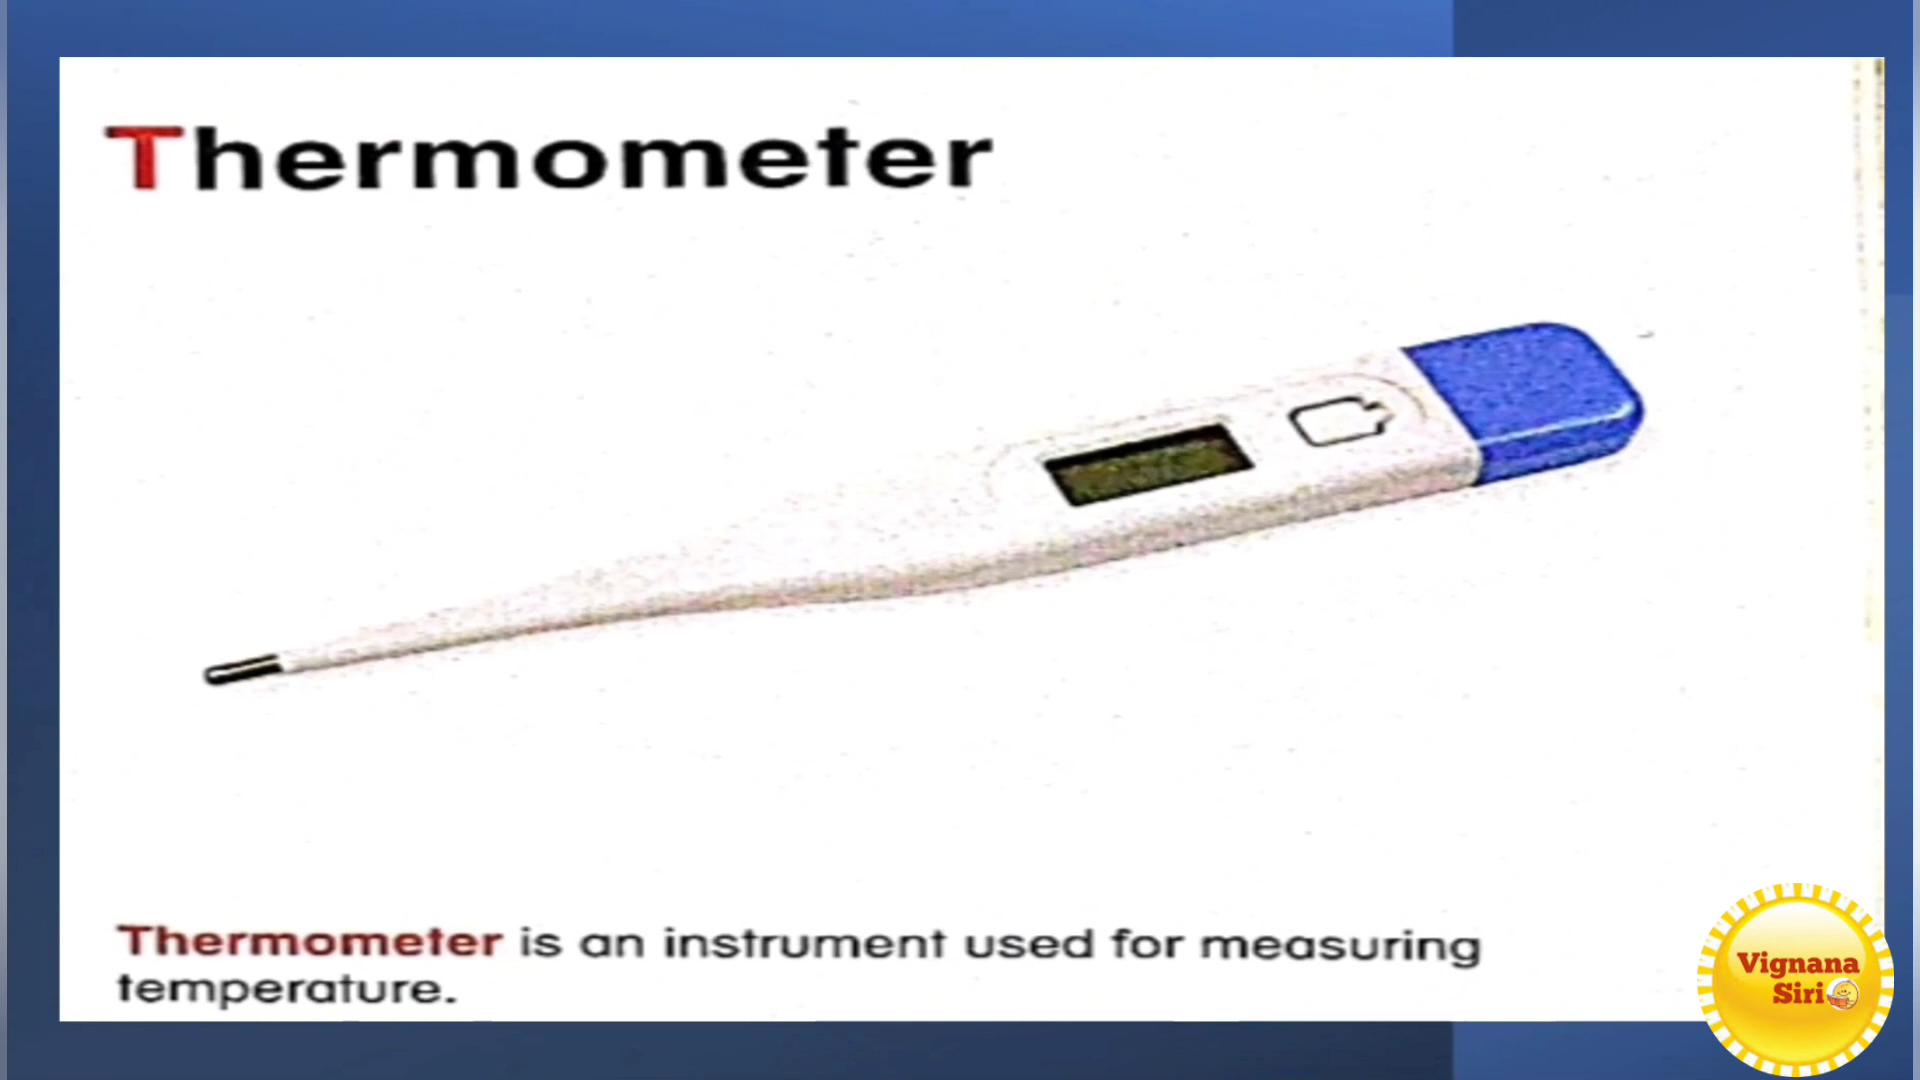 Thermometer
Thermometer is an instrument used for measuring
temperature.
Vignana
Siri